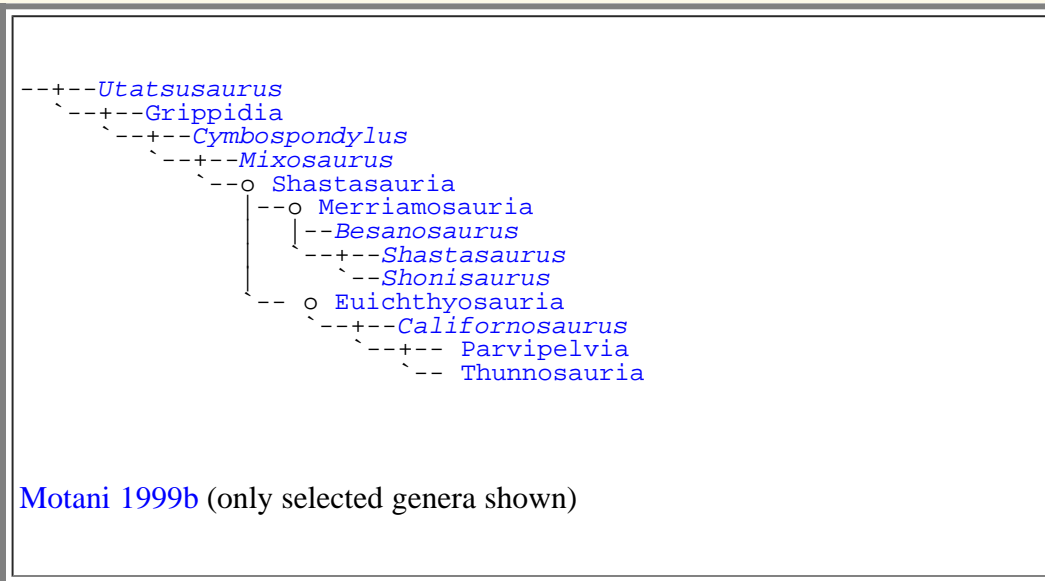 --+--Utatsusaurus
  `--+--Grippidia
     `--+--Cymbospondylus
        `--+--Mixosaurus
           `--o Shastasauria
              |--o Merriamosauria
              |  |--Besanosaurus
              |  `--+--Shastasaurus
              |     `--Shonisaurus
              `-- o Euichthyosauria
                  `--+--Californosaurus
                     `--+-- Parvipelvia
                        `-- Thunnosauria
Motani 1999b (only selected genera shown)